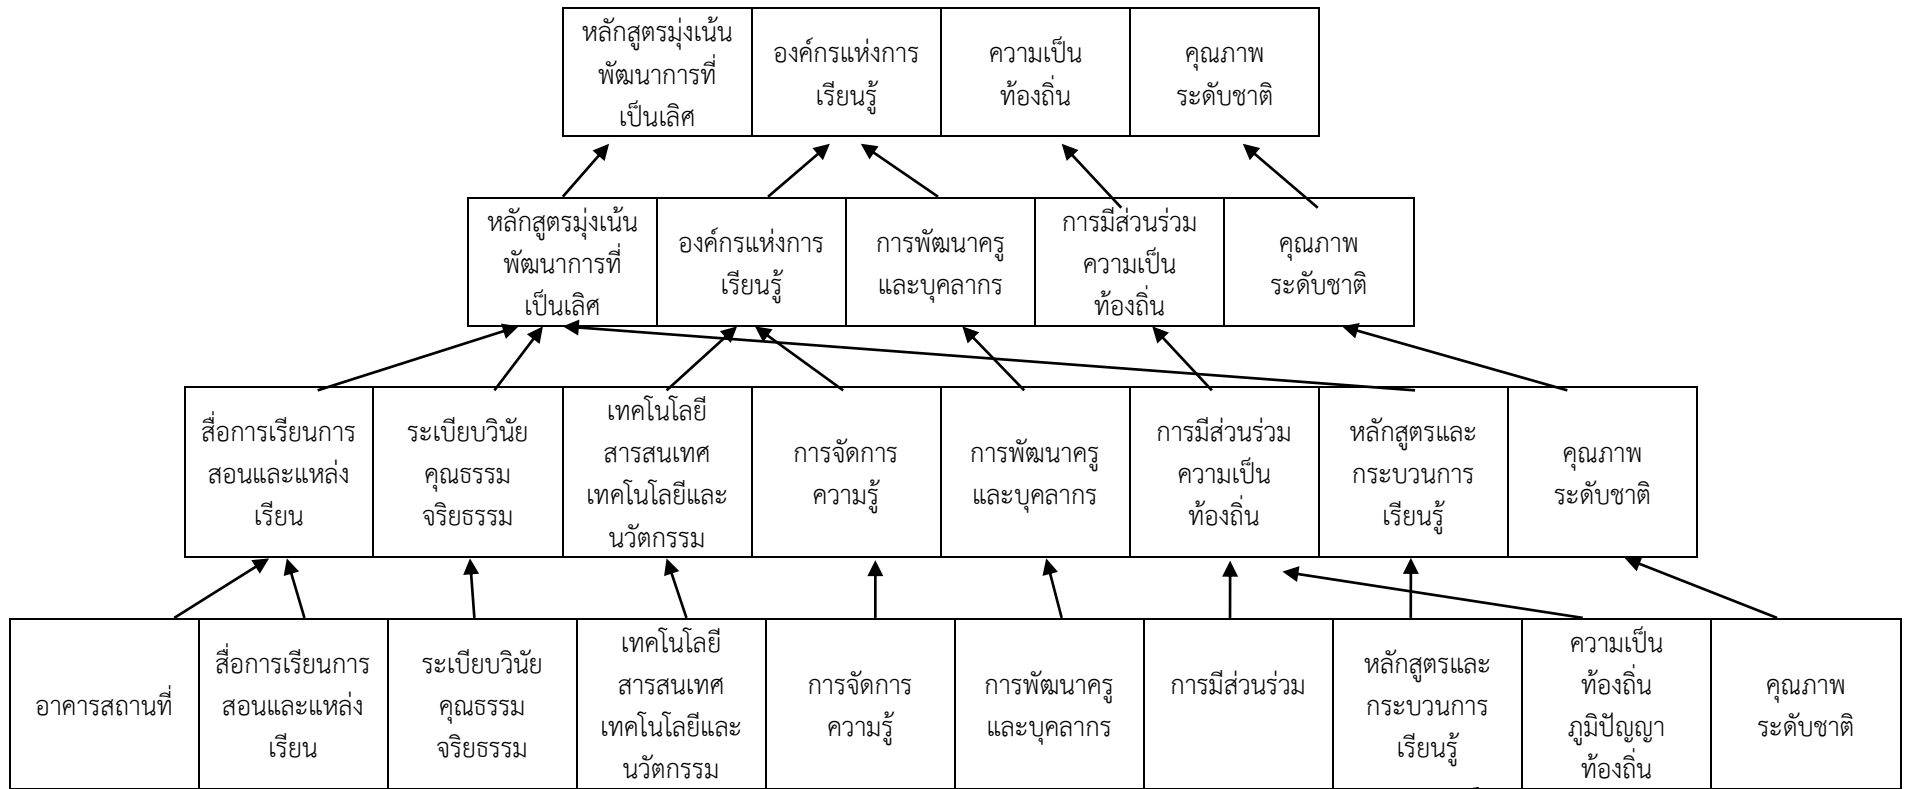 หลักสูตรมุ่งเน้น
พัฒนาการที่
เป็นเลิศ
องค์กรแห่งการ
เรียนรู้
ความเป็น
ท้องถิ่น
คุณภาพ
ระดับชาติ
หลักสูตรมุ่งเน้น
พัฒนาการที่
เป็นเลิศ
องค์กรแห่งการ
เรียนรู้
การพัฒนาครู
และบุคลากร
การมีส่วนร่วม
ความเป็น
ท้องถิ่น
คุณภาพ
ระดับชาติ
สื่อการเรียนการ
สอนและแหล่ง
เรียน
ระเบียบวินัย
คุณธรรม
จริยธรรม
เทคโนโลยี
สารสนเทศ
เทคโนโลยีและ
นวัตกรรม
การจัดการ
ความรู้
การพัฒนาครู
และบุคลากร
การมีส่วนร่วม
ความเป็น
ท้องถิ่น
หลักสูตรและ
กระบวนการ
เรียนรู้
คุณภาพ
ระดับชาติ
อาคารสถานที่
สื่อการเรียนการ
สอนและแหล่ง
เรียน
ระเบียบวินัย
คุณธรรม
จริยธรรม
เทคโนโลยี
สารสนเทศ
เทคโนโลยีและ
นวัตกรรม
การจัดการ
ความรู้
การพัฒนาครู
และบุคลากร
การมีส่วนร่วม
หลักสูตรและ
กระบวนการ
เรียนรู้
ความเป็น
ท้องถิ่น
ภูมิปัญญา
ท้องถิ่น
คุณภาพ
ระดับชาติ